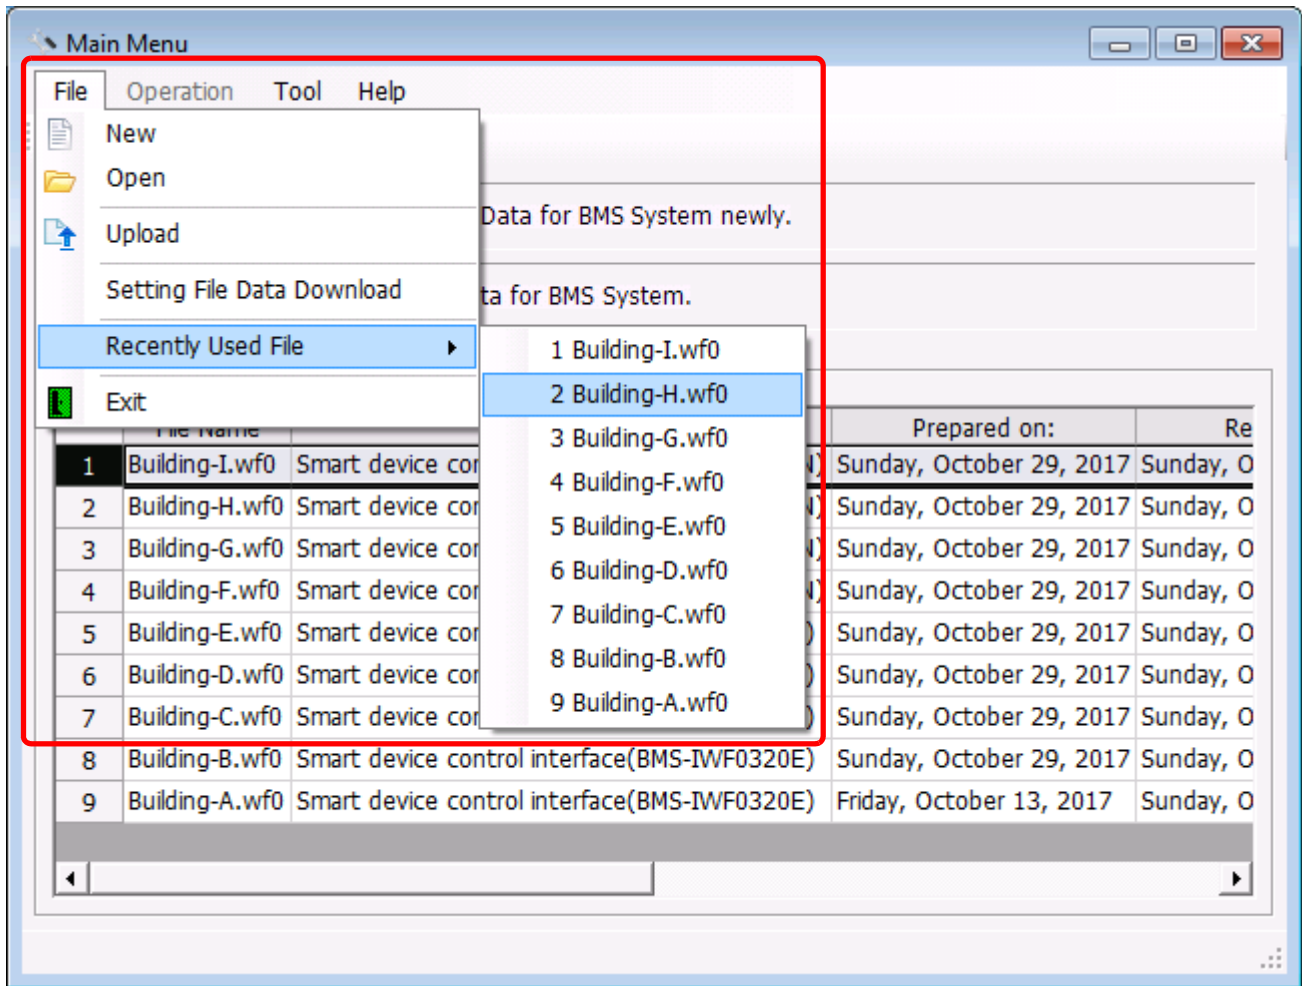 Main Menu
File Operation Tool Help
New
Open
Upload
Setting File Data Download
Recently Used File
Exit
Data for BMS System newly.
ta for BMS System.
1 Building-I.wf0
2 Building-H.wf0
3 Building-G.wf0
4 Building-F.wf0
5 Building-E.wf0
6 Building-D.wf0
7 Building-C.wf0
8 Building-B.wf0
9 Building-A.wf0
File Name Prepared on: Re
1 Building-I.wf0 Smart device cor N) Sunday, October 29, 2017 Sunday, O
2 Building-H.wf0 Smart device cor N) Sunday, October 29, 2017 Sunday, O
3 Building-G.wf0 Smart device cor N) Sunday, October 29, 2017 Sunday, O
4 Building-F.wf0 Smart device cor N) Sunday, October 29, 2017 Sunday, O
5 Building-E.wf0 Smart device cor ) Sunday, October 29, 2017 Sunday, O
6 Building-D.wf0 Smart device cor ) Sunday, October 29, 2017 Sunday, O
7 Building-C.wf0 Smart device cor ) Sunday, October 29, 2017 Sunday, O
8 Building-B.wf0 Smart device control interface(BMS-IWF0320E) Sunday, October 29, 2017 Sunday, O
9 Building-A.wf0 Smart device control interface(BMS-IWF0320E) Friday, October 13, 2017 Sunday, O